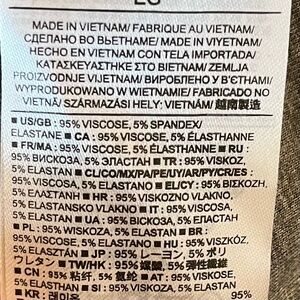 MADE IN VIETNAM/ FABRIQUE AU VIETNAM/
СДЕЛАНО ВО ВЬЕТНАМЕ/ MADE IN VIYETNAM/
HECHO EN VIETNAM CON TELA IMPORTADA/
ΚΑΤΑΣΚΕΥΑΣΤΗΚΕ ΣΤΟ ΒΙΕΤΝΑΜ/ ZEMLJA
PROIZVODNJE VIJETNAM/ ВИРОБЛЕНО У В'ЄТНАМІ/
WYPRODUKOWANO W WIETNAMIE/ FABRICADO NO
VIETNÃ/ SZÁRMAZÁSI HELY: VIETNÁM/ 越南製造
■ US/GB : 95% VISCOSE, 5% SPANDEX/
ELASTANE ■ CA : 95% VISCOSE, 5% ÉLASTHANNE
■ FR/MA : 95% VISCOSE, 5% ÉLASTHANNE ■ RU :
95% ВИСКОЗА, 5% ЭЛАСТАН ■ TR : 95% VISKOZ,
5% ELASTAN ■ CL/CO/MX/PA/PE/UY/AR/PY/CR/ES :
95% VISCOSA, 5% ELASTANO ■ EL/CY : 95% ΒΙΣΚΟΖΗ,
5% ΕΛΑΣΤΑΝΗ ■ HR : 95% VISKOZNO VLAKNO,
5% ELASTANSKO VLAKNO ■ IT : 95% VISCOSA,
5% ELASTAN ■ UA : 95% ВІСКОЗА, 5% ЕЛАСТАН
■ PL : 95% WISKOZA, 5% ELASTAN ■ BR : 95%
VISCOSE, 5% ELASTANO ■ HU : 95% VISZKÓZ,
5% ELASZTÁN ■ JP : 95% レーヨン, 5% ポリ
ウレタン ■ TW/HK : 95% 嫘縈, 5% 彈性纖維
■ CN : 95% 粘纤, 5% 氨纶 ■ AT : 95% VISKOSE,
5% ELASTHAN ■ SI : 95% VISKOZA, 5% ELASTAN
■ KR : 레이온